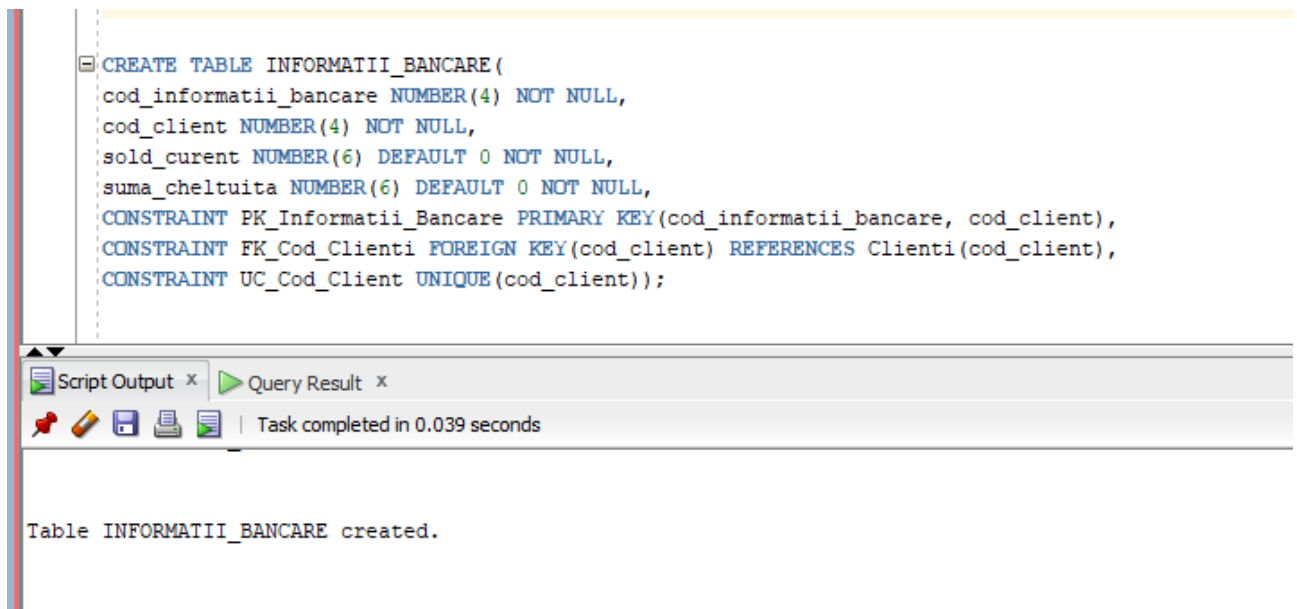 CREATE TABLE INFORMATII_BANCARE(
cod_informatii_bancare NUMBER(4) NOT NULL,
cod_client NUMBER(4) NOT NULL,
sold_curent NUMBER(6) DEFAULT 0 NOT NULL,
suma_cheltuita NUMBER(6) DEFAULT 0 NOT NULL,
CONSTRAINT PK_Informatii_Bancare PRIMARY KEY(cod_informatii_bancare, cod_client),
CONSTRAINT FK_Cod_Clienti FOREIGN KEY(cod_client) REFERENCES Clienti(cod_client),
CONSTRAINT UC_Cod_Client UNIQUE(cod_client));
Script Output x Query Result x
Task completed in 0.039 seconds
Table INFORMATII_BANCARE created.